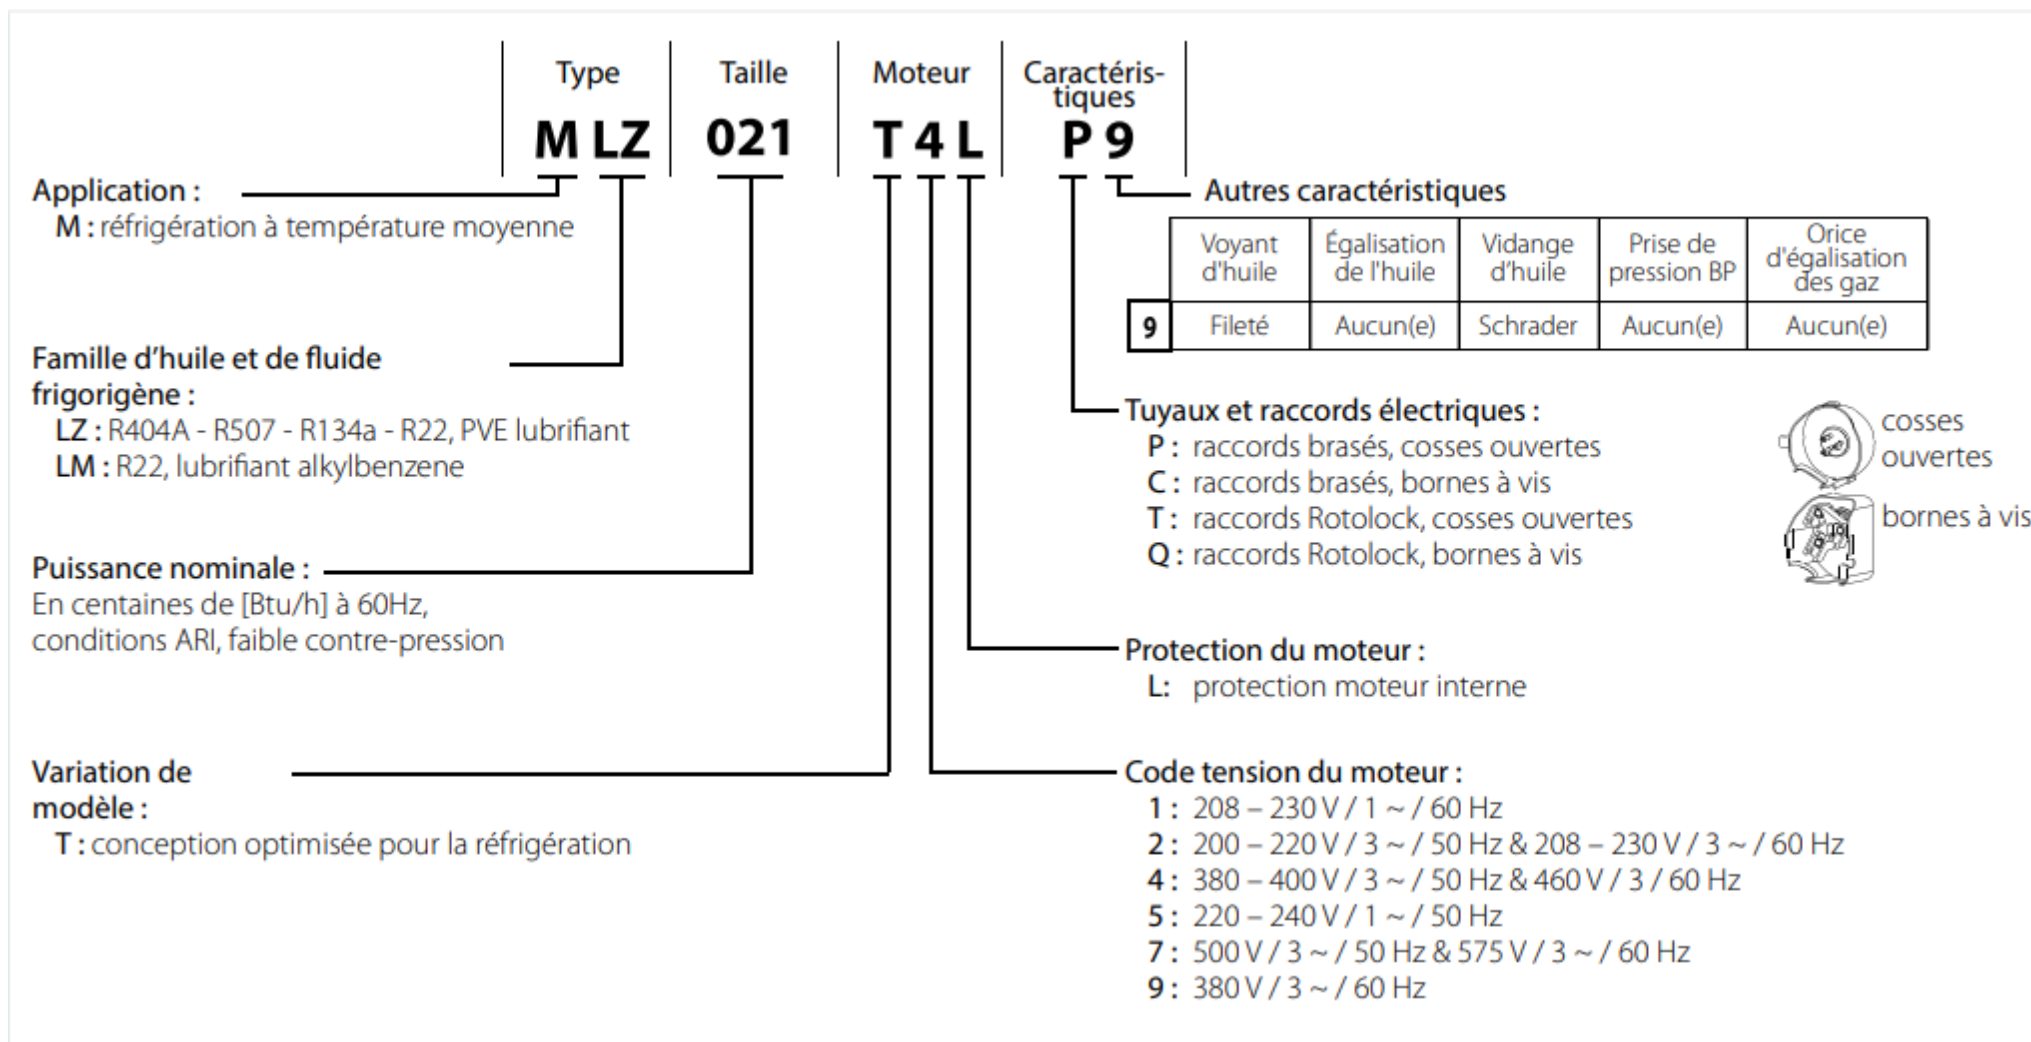 Type
Taille
Moteur
Caractéris-
tiques
M LZ
021
T 4 L
P 9
Application :
M : réfrigération à température moyenne
Famille d'huile et de fluide
frigorigène :
LZ : R404A - R507 - R134a - R22, PVE lubrifiant
LM : R22, lubrifiant alkylbenzene
Puissance nominale :
En centaines de [Btu/h] à 60Hz,
conditions ARI, faible contre-pression
Variation de
modèle :
T : conception optimisée pour la réfrigération
Autres caractéristiques
Voyant
d'huile
Égalisation
de l'huile
Vidange
d'huile
Prise de
pression BP
Orice
d'égalisation
des gaz
9
Fileté
Aucun(e)
Schrader
Aucun(e)
Aucun(e)
Tuyaux et raccords électriques :
P : raccords brasés, cosses ouvertes
C : raccords brasés, bornes à vis
T : raccords Rotolock, cosses ouvertes
Q : raccords Rotolock, bornes à vis
cosses
ouvertes
bornes à vis
Protection du moteur :
L: protection moteur interne
Code tension du moteur :
1 : 208 – 230 V / 1 ~ / 60 Hz
2 : 200 – 220 V / 3 ~ / 50 Hz & 208 – 230 V / 3 ~ / 60 Hz
4 : 380 – 400 V / 3 ~ / 50 Hz & 460 V / 3 / 60 Hz
5 : 220 – 240 V / 1 ~ / 50 Hz
7 : 500 V / 3 ~ / 50 Hz & 575 V / 3 ~ / 60 Hz
9 : 380 V / 3 ~ / 60 Hz